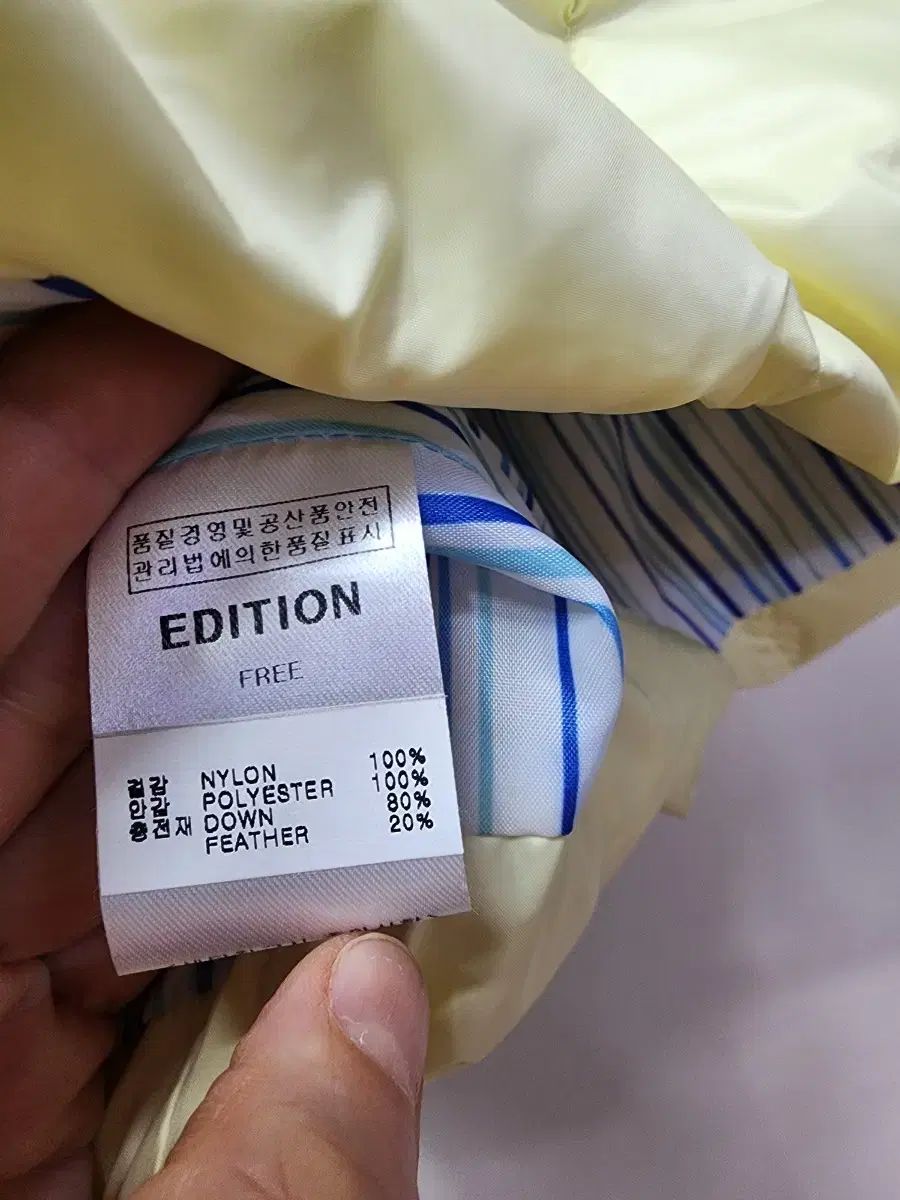 품질경영및공산품안전
관리법에의한품질표시
EDITION
FREE
겉감 NYLON 100%
안감 POLYESTER 100%
충전재 DOWN 80%
FEATHER 20%